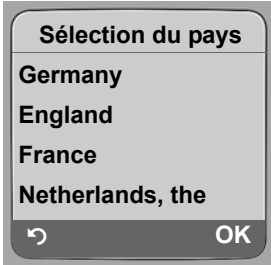 Sélection du pays
Germany
England
France
Netherlands, the
OK